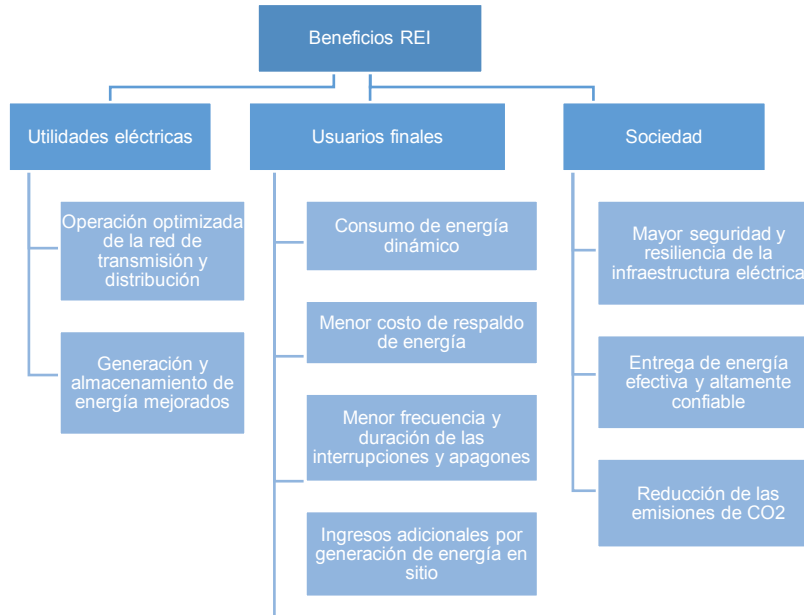 Beneficios REI
Utilidades eléctricas
Operación optimizada
de la red de
transmisión y
distribución
Generación y
almacenamiento de
energía mejorados
Usuarios finales
Consumo de energía
dinámico
Menor costo de respaldo
de energía
Menor frecuencia y
duración de las
interrupciones y apagones
Ingresos adicionales por
generación de energía en
sitio
Sociedad
Mayor seguridad y
resiliencia de la
infraestructura eléctrica
Entrega de energía
efectiva y altamente
confiable
Reducción de las
emisiones de CO2